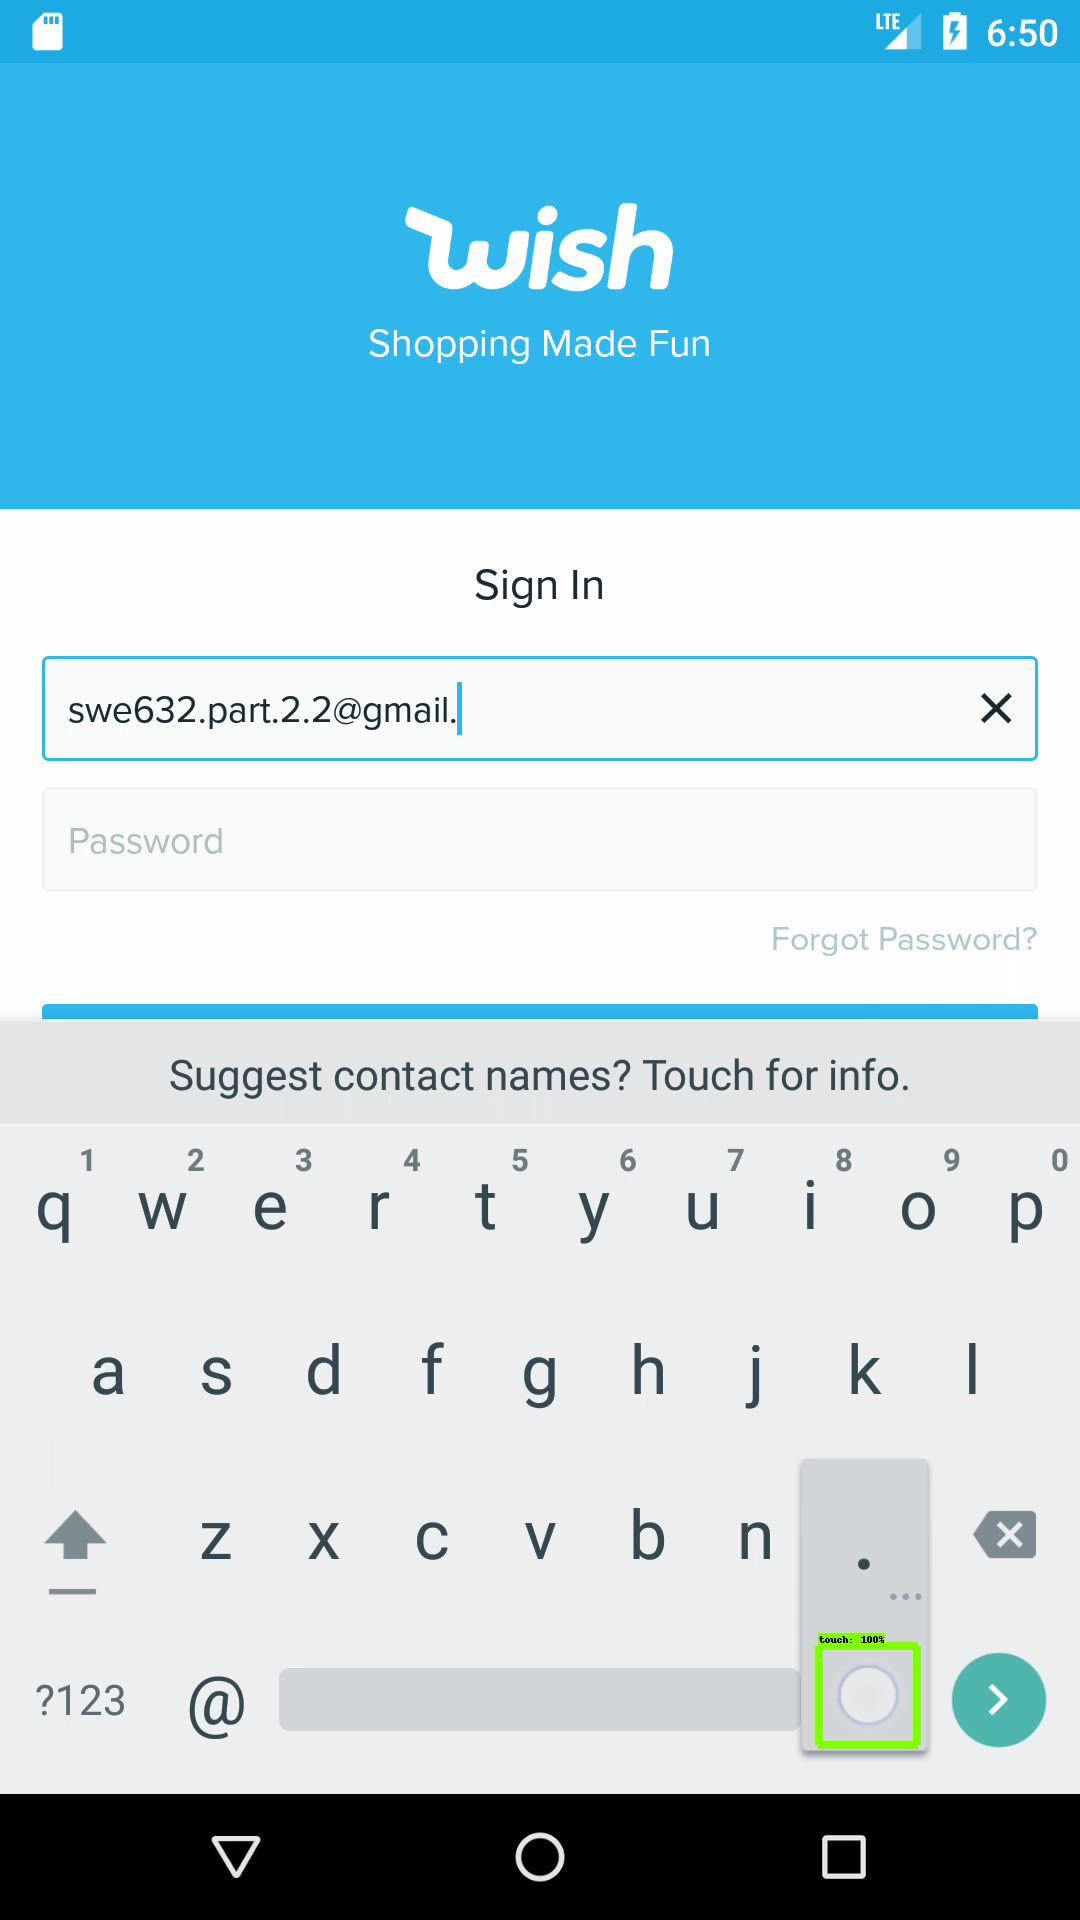 LTE 6:50
wish
Shopping Made Fun
Sign In
swe632.part.2.2@gmail.
Password
Forgot Password?
Suggest contact names? Touch for info.
1 2 3 4 5 6 7 8 9 0
q w e r t y u i o p
a s d f g h j k l
z x c v b n .
touch: 100%
?123 @